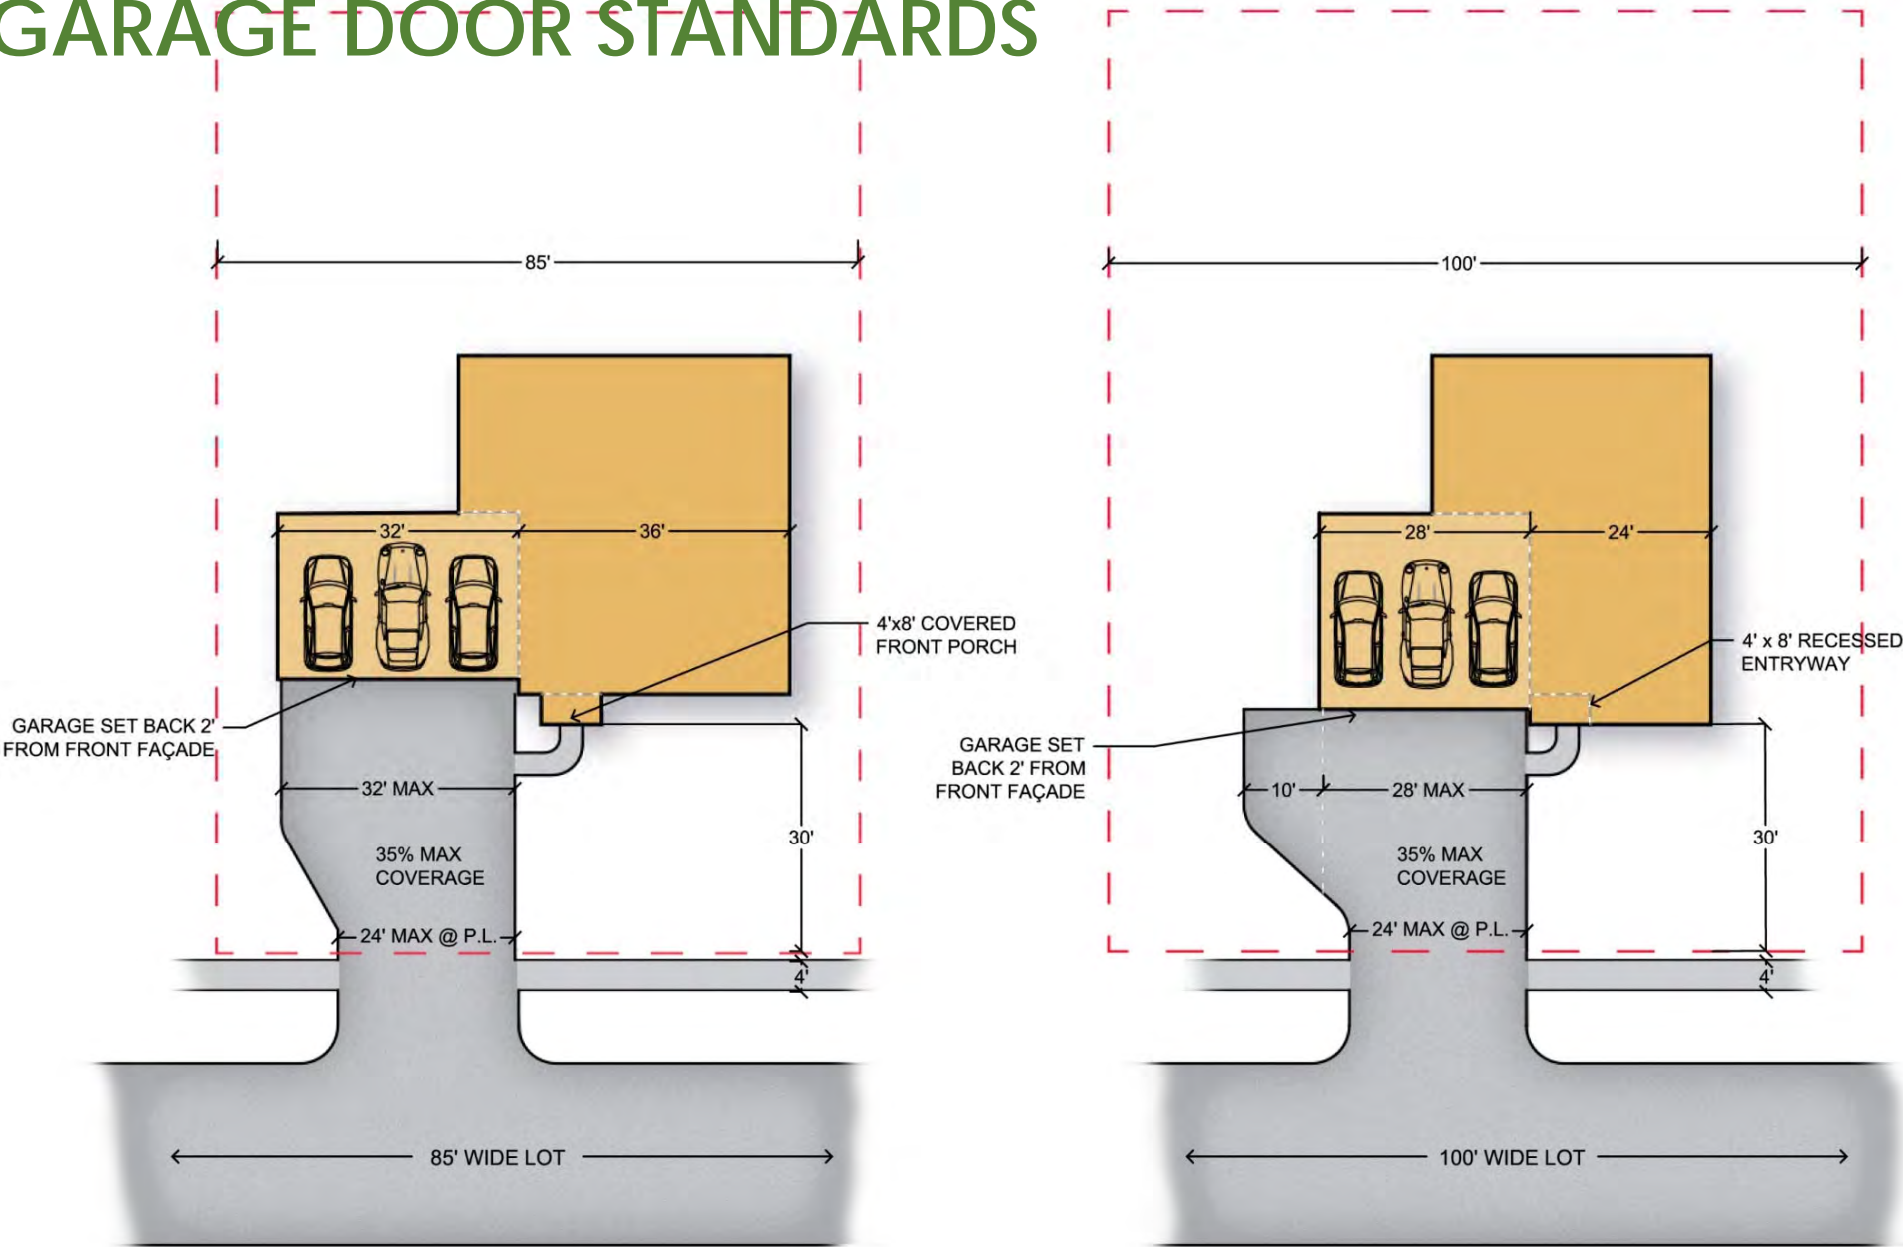 GARAGE DOOR STANDARDS
85'
32'
36'
4'x8' COVERED
FRONT PORCH
GARAGE SET BACK 2'
FROM FRONT FAÇADE
32' MAX
30'
35% MAX
COVERAGE
24' MAX @ P.L.
4'
85' WIDE LOT
100'
28'
24'
4' x 8' RECESSED
ENTRYWAY
GARAGE SET
BACK 2' FROM
FRONT FAÇADE
10'
28' MAX
30'
35% MAX
COVERAGE
24' MAX @ P.L.
4'
100' WIDE LOT